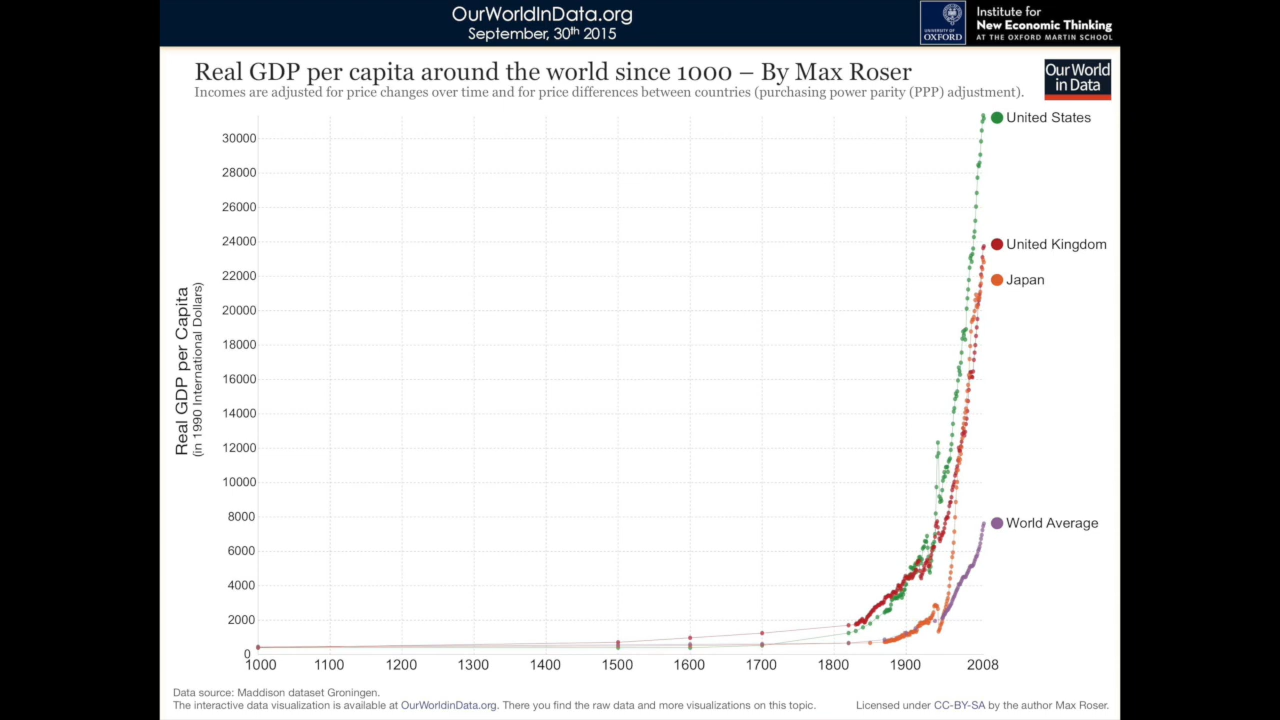 OurWorldInData.org
September, 30th 2015
UNIVERSITY OF
OXFORD
Institute for
New Economic Thinking
AT THE OXFORD MARTIN SCHOOL
Real GDP per capita around the world since 1000 – By Max Roser
Incomes are adjusted for price changes over time and for price differences between countries (purchasing power parity (PPP) adjustment).
Our World
in Data
Real GDP per Capita
(in 1990 International Dollars)
30000
28000
26000
24000
22000
20000
18000
16000
14000
12000
10000
8000
6000
4000
2000
0
United States
United Kingdom
Japan
World Average
1000 1100 1200 1300 1400 1500 1600 1700 1800 1900 2008
Data source: Maddison dataset Groningen.
The interactive data visualization is available at OurWorldinData.org. There you find the raw data and more visualizations on this topic.
Licensed under CC-BY-SA by the author Max Roser.